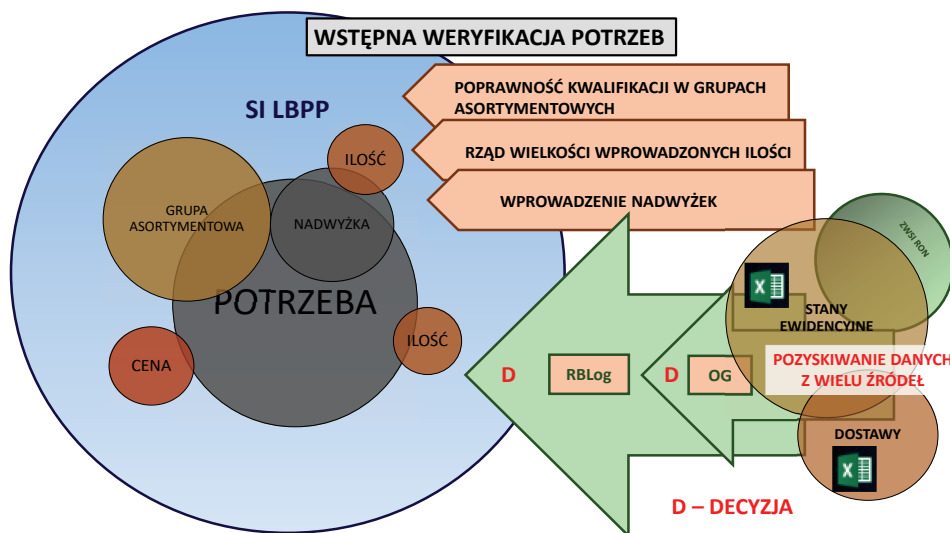 WSTĘPNA WERYFIKACJA POTRZEB
SI LBPP
POPRAWNOŚĆ KWALIFIKACJI W GRUPACH
ASORTYMENTOWYCH
RZĄD WIELKOŚCI WPROWADZONYCH ILOŚCI
WPROWADZENIE NADWYŻEK
ILOŚĆ
GRUPA
ASORTYMENTOWA
NADWYŻKA
POTRZEBA
ILOŚĆ
CENA
ZWSI RON
STANY
EWIDENCYJNE
POZYSKIWANIE DANYCH
Z WIELU ŹRÓDEŁ
D
RBLog
D
OG
DOSTAWY
D – DECYZJA